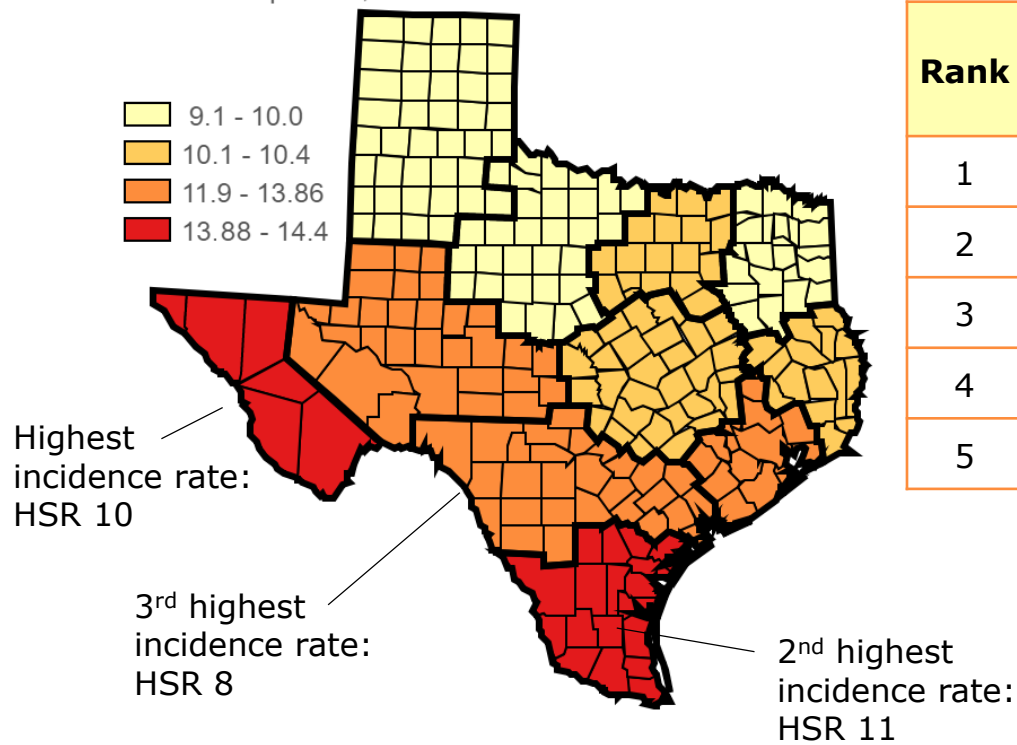 9.1 - 10.0
10.1 - 10.4
11.9 - 13.86
13.88 - 14.4
Highest
incidence rate:
HSR 10
3rd highest
incidence rate:
HSR 8
2nd highest
incidence rate:
HSR 11
Rank
1
2
3
4
5